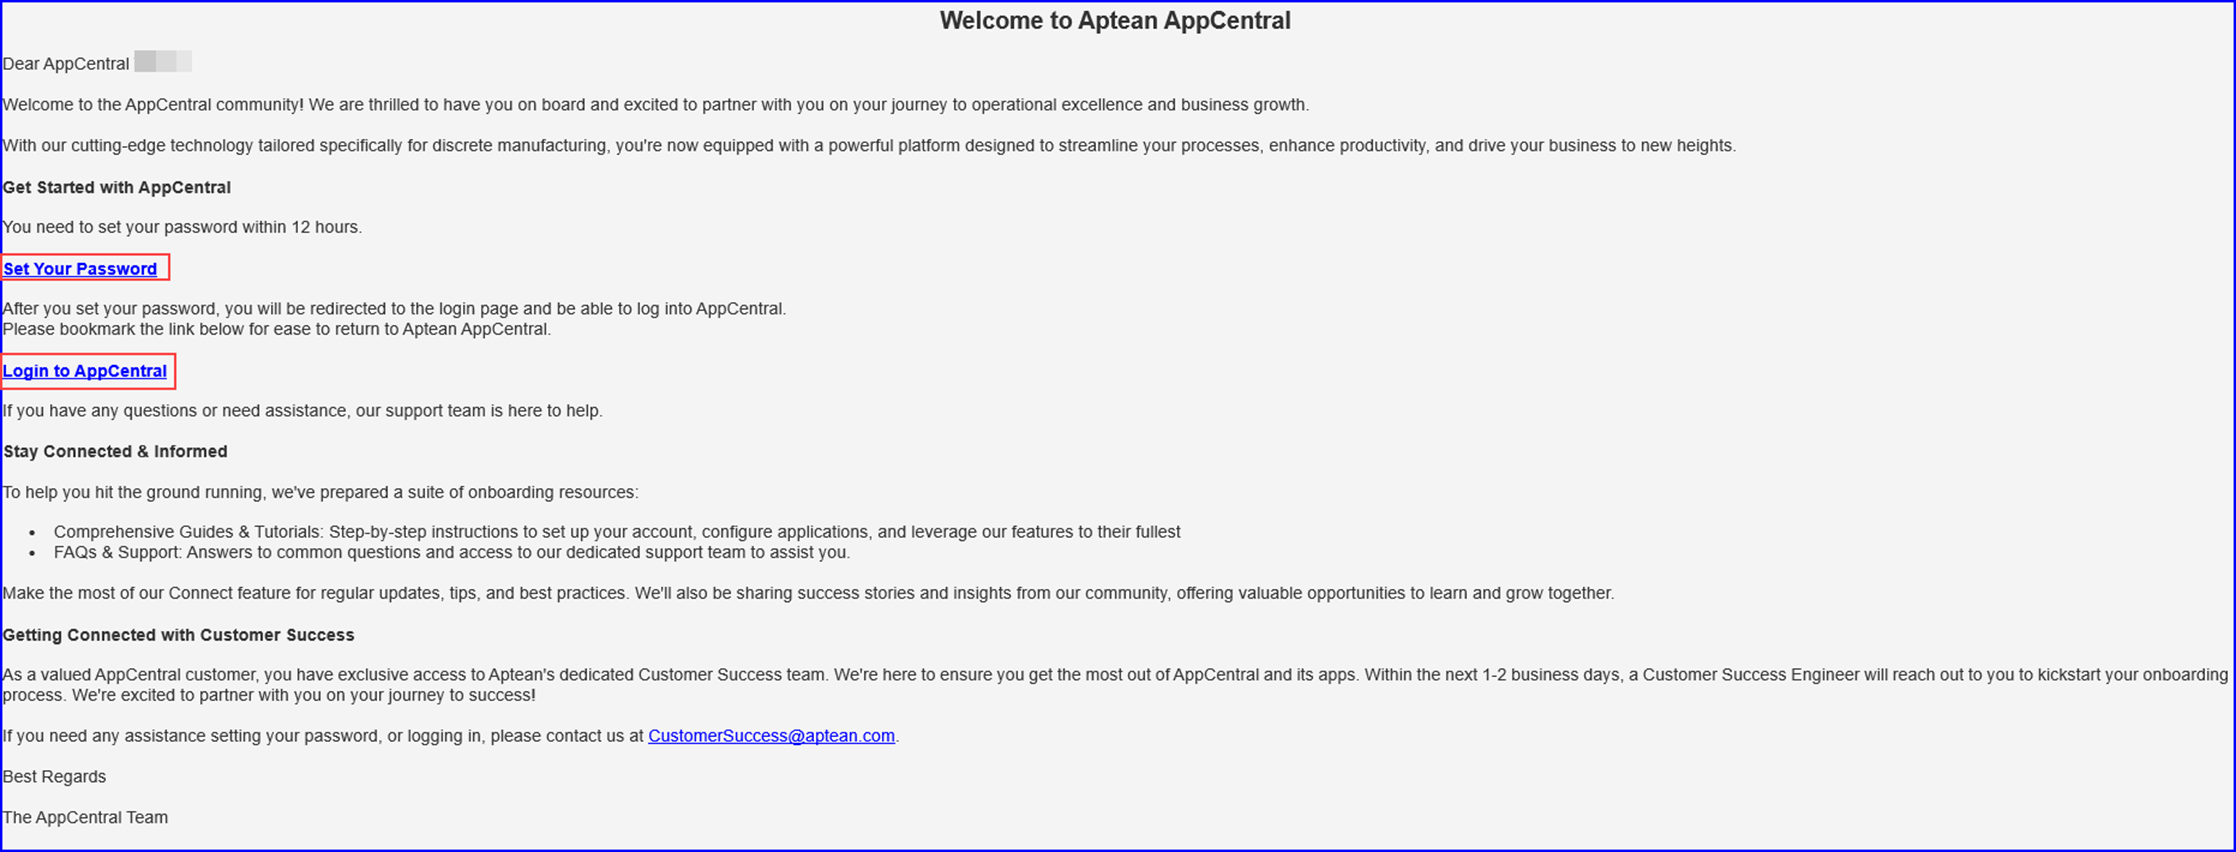 Welcome to Aptean AppCentral
Dear AppCentral
Welcome to the AppCentral community! We are thrilled to have you on board and excited to partner with you on your journey to operational excellence and business growth.
With our cutting-edge technology tailored specifically for discrete manufacturing, you're now equipped with a powerful platform designed to streamline your processes, enhance productivity, and drive your business to new heights.
Get Started with AppCentral
You need to set your password within 12 hours.
Set Your Password
After you set your password, you will be redirected to the login page and be able to log into AppCentral.
Please bookmark the link below for ease to return to Aptean AppCentral.
Login to AppCentral
If you have any questions or need assistance, our support team is here to help.
Stay Connected & Informed
To help you hit the ground running, we've prepared a suite of onboarding resources:
• Comprehensive Guides & Tutorials: Step-by-step instructions to set up your account, configure applications, and leverage our features to their fullest
• FAQs & Support: Answers to common questions and access to our dedicated support team to assist you.
Make the most of our Connect feature for regular updates, tips, and best practices. We'll also be sharing success stories and insights from our community, offering valuable opportunities to learn and grow together.
Getting Connected with Customer Success
As a valued AppCentral customer, you have exclusive access to Aptean's dedicated Customer Success team. We're here to ensure you get the most out of AppCentral and its apps. Within the next 1-2 business days, a Customer Success Engineer will reach out to you to kickstart your onboarding
process. We're excited to partner with you on your journey to success!
If you need any assistance setting your password, or logging in, please contact us at CustomerSuccess@aptean.com.
Best Regards
The AppCentral Team